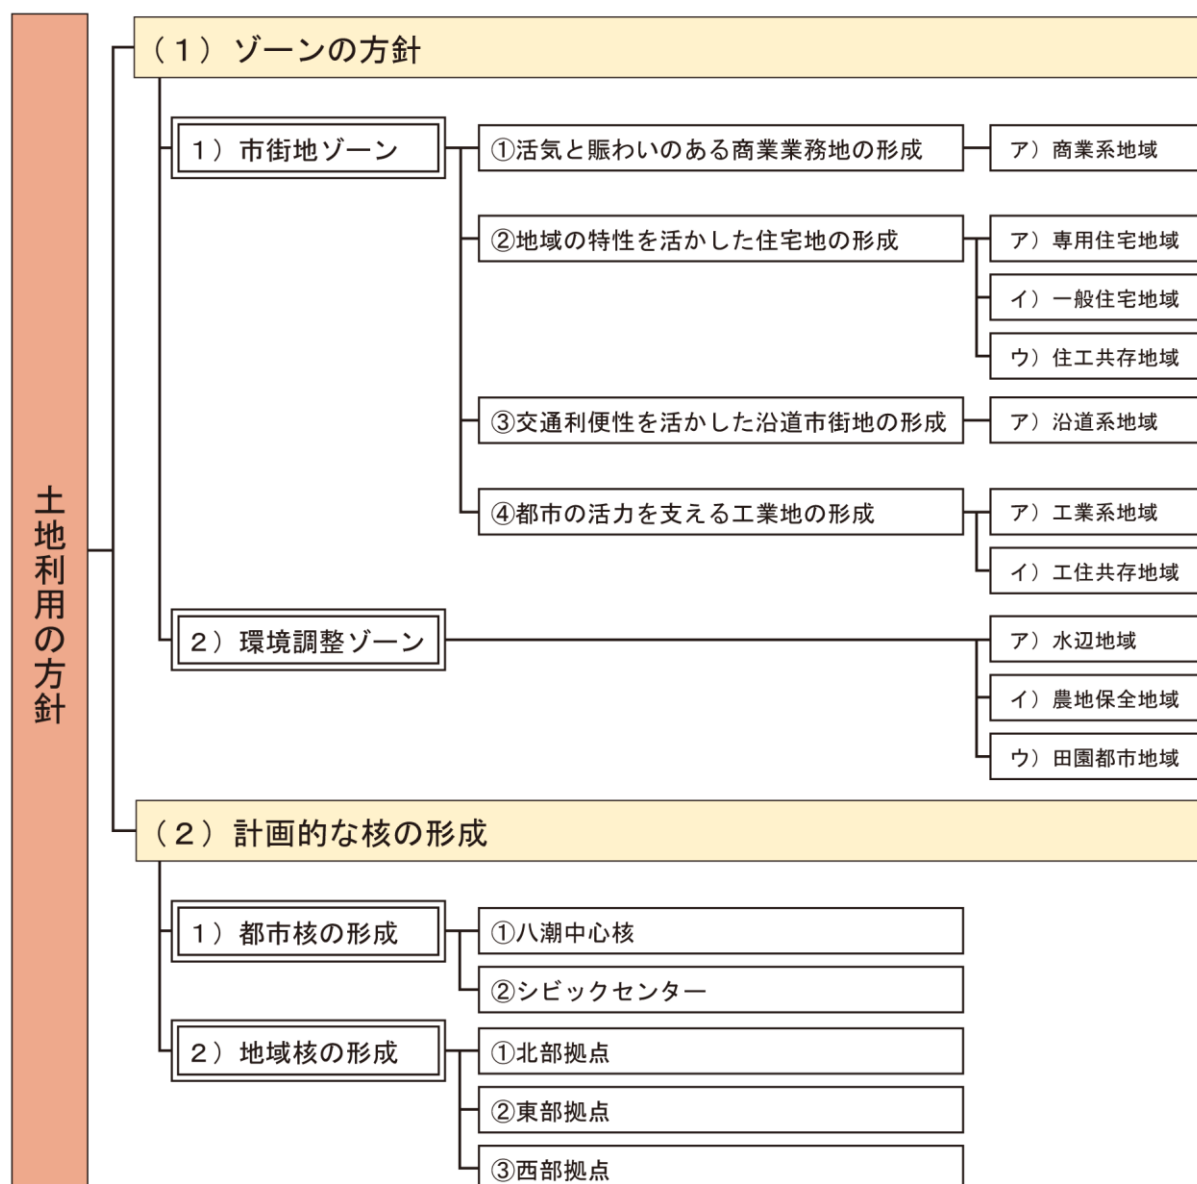 土地利用の方針
（１）ゾーンの方針
１）市街地ゾーン
①活気と賑わいのある商業業務地の形成
ア）商業系地域
②地域の特性を活かした住宅地の形成
ア）専用住宅地域
イ）一般住宅地域
ウ）住工共存地域
③交通利便性を活かした沿道市街地の形成
ア）沿道系地域
④都市の活力を支える工業地の形成
ア）工業系地域
イ）工住共存地域
２）環境調整ゾーン
ア）水辺地域
イ）農地保全地域
ウ）田園都市地域
（２）計画的な核の形成
１）都市核の形成
①八潮中心核
②シビックセンター
２）地域核の形成
①北部拠点
②東部拠点
③西部拠点